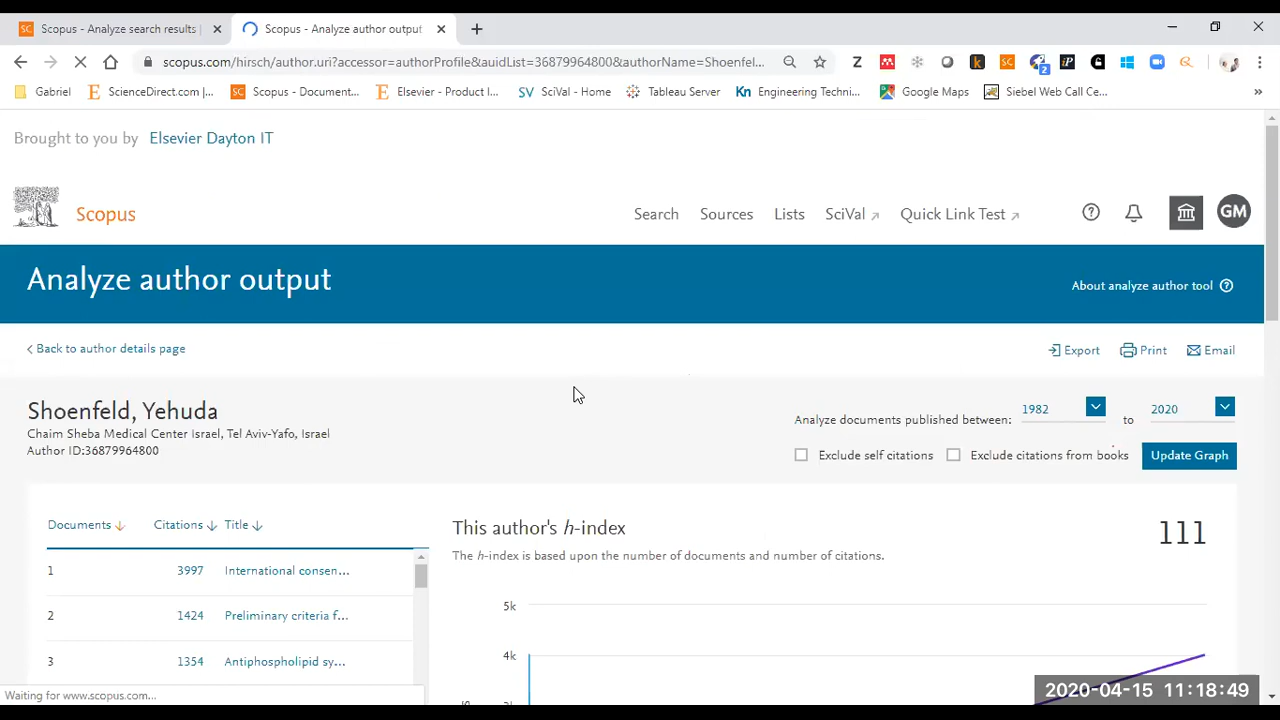 Scopus - Analyze search results |
Scopus - Analyze author output
scopus.com/hirsch/author.uri?accessor=authorProfile&auidList=36879964800&authorName=Shoenfel...
Gabriel
ScienceDirect.com |...
Scopus - Document...
Elsevier - Product I...
SciVal - Home
Tableau Server
Engineering Techni...
Google Maps
Siebel Web Call Ce...
Brought to you by Elsevier Dayton IT
Scopus
Search
Sources
Lists
SciVal
Quick Link Test
GM
Analyze author output
About analyze author tool
Back to author details page
Export
Print
Email
Shoenfeld, Yehuda
Chaim Sheba Medical Center Israel, Tel Aviv-Yafo, Israel
Author ID:36879964800
Analyze documents published between: 1982 to 2020
Exclude self citations
Exclude citations from books
Update Graph
Documents Citations Title
1 3997 International consen...
2 1424 Preliminary criteria f...
3 1354 Antiphospholipid sy...
This author's h-index
111
The h-index is based upon the number of documents and number of citations.
5k
4k
Waiting for www.scopus.com...
2020-04-15 11:18:49